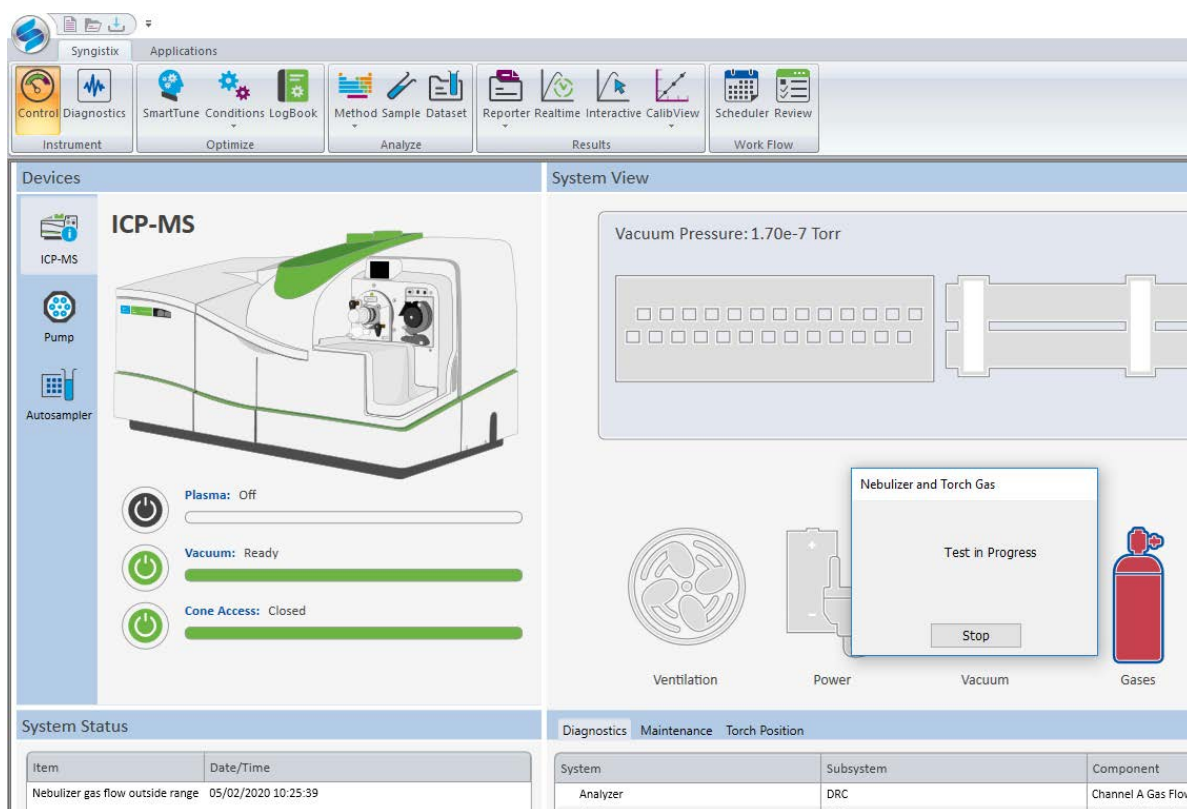 Syngistix Applications
Control Diagnostics SmartTune Conditions LogBook Method Sample Dataset Reporter Realtime Interactive CalibView Scheduler Review
Instrument Optimize Analyze Results Work Flow
Devices
ICP-MS
Pump
Autosampler
ICP-MS
Plasma: Off
Vacuum: Ready
Cone Access: Closed
System View
Vacuum Pressure: 1.70e-7 Torr
Nebulizer and Torch Gas
Test in Progress
Stop
Ventilation Power Vacuum Gases
System Status
Item Date/Time
Nebulizer gas flow outside range 05/02/2020 10:25:39
Diagnostics Maintenance Torch Position
System Subsystem Component
Analyzer DRC Channel A Gas Flow